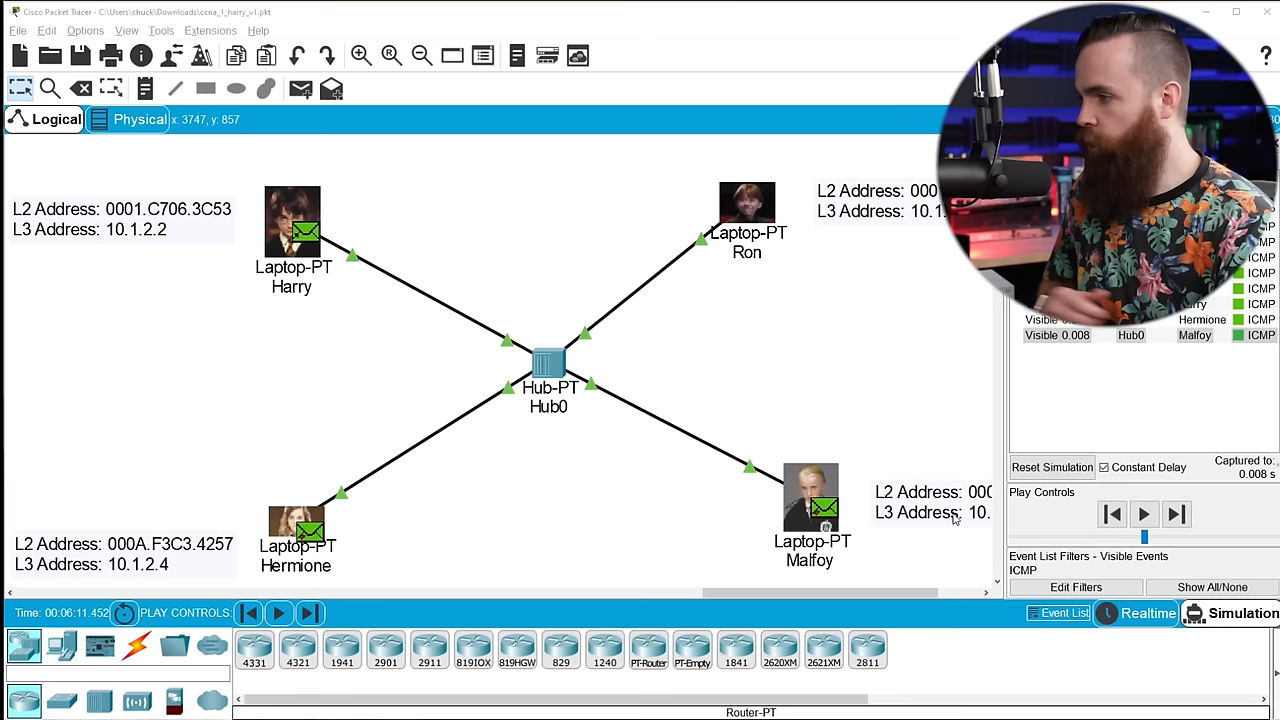 Cisco Packet Tracer - C:\Users\chuck\Downloads\ccna_1_harry_v1.pkt
File Edit Options View Tools Extensions Help
?
Logical Physical x: 3747, y: 857
L2 Address: 0001.C706.3C53
L3 Address: 10.1.2.2
Laptop-PT
Harry
L2 Address: 000
L3 Address: 10.1.
Laptop-PT
Ron
Hub-PT
Hub0
L2 Address: 000A.F3C3.4257
L3 Address: 10.1.2.4
Laptop-PT
Hermione
L2 Address: 000
L3 Address: 10.
Laptop-PT
Malfoy
ICMP
ICMP
ICMP
ICMP
Visible Hermione ICMP
Visible 0.008 Hub0 Malfoy ICMP
Reset Simulation Constant Delay Captured to:
0.008 s
Play Controls
Event List Filters - Visible Events
ICMP
Edit Filters Show All/None
Time: 00:06:11.452 PLAY CONTROLS: Event List Realtime Simulation
4331 4321 1941 2901 2911 819IOX 819HGW 829 1240 PT-Router PT-Empty 1841 2620XM 2621XM 2811
Router-PT